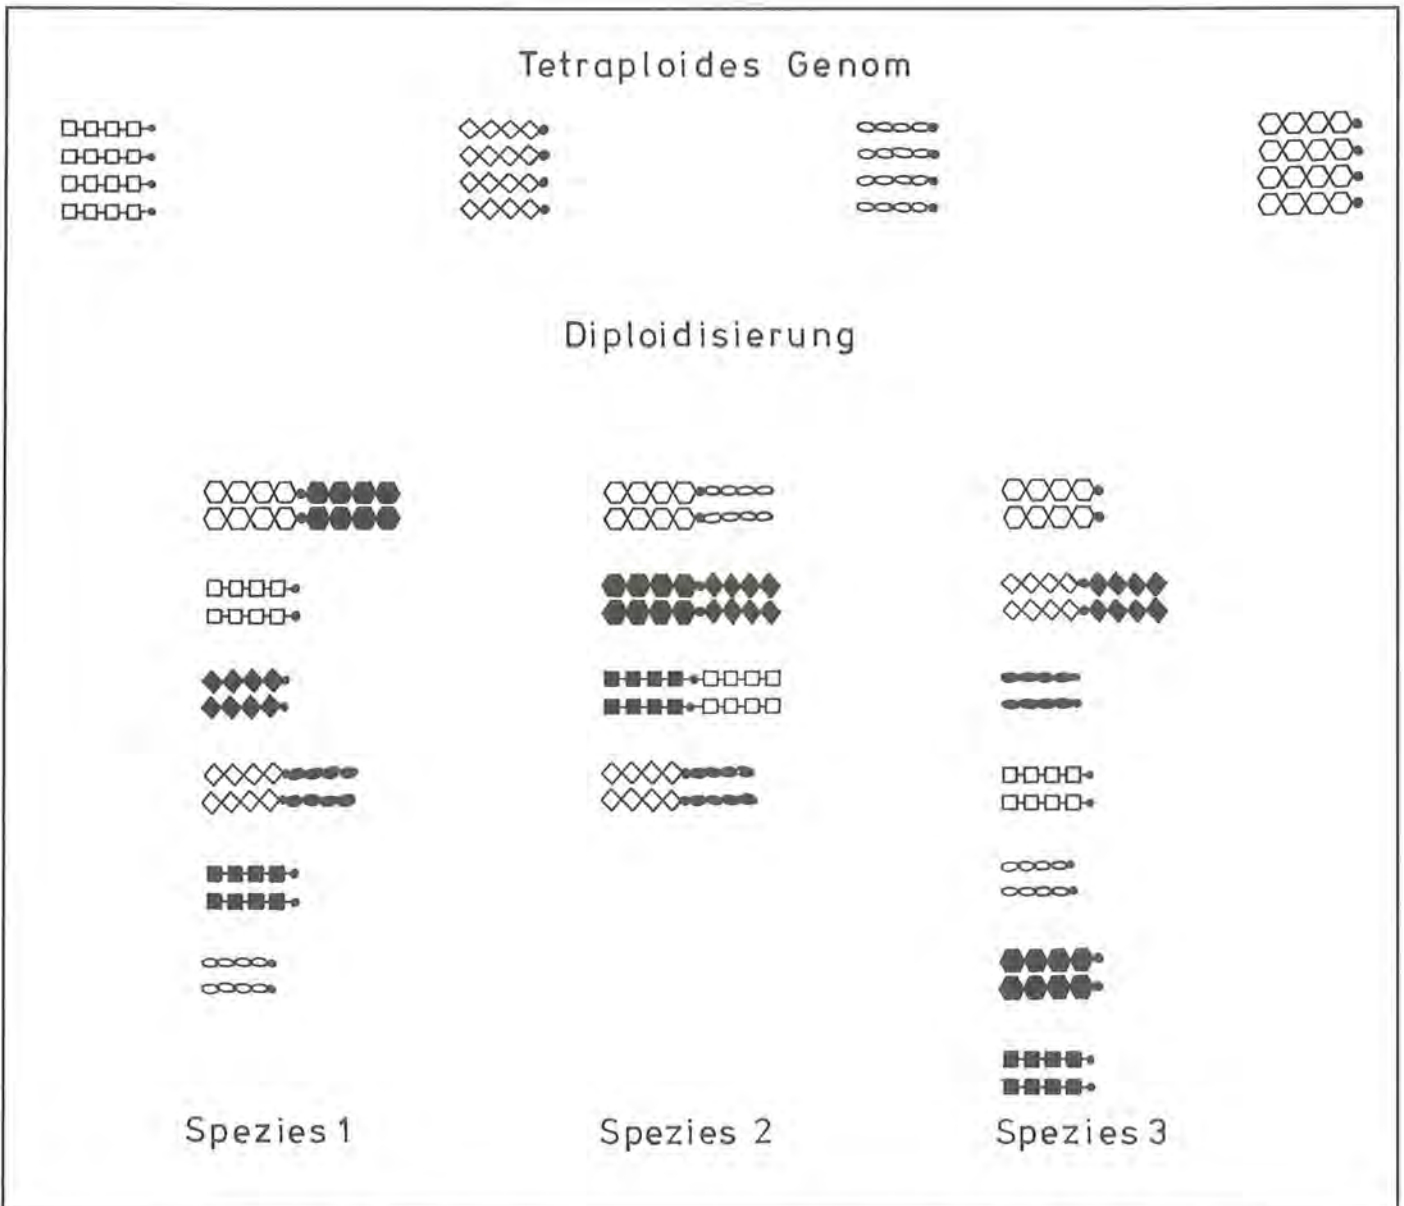 Tetraploides Genom
Diploidisierung
Spezies 1
Spezies 2
Spezies 3